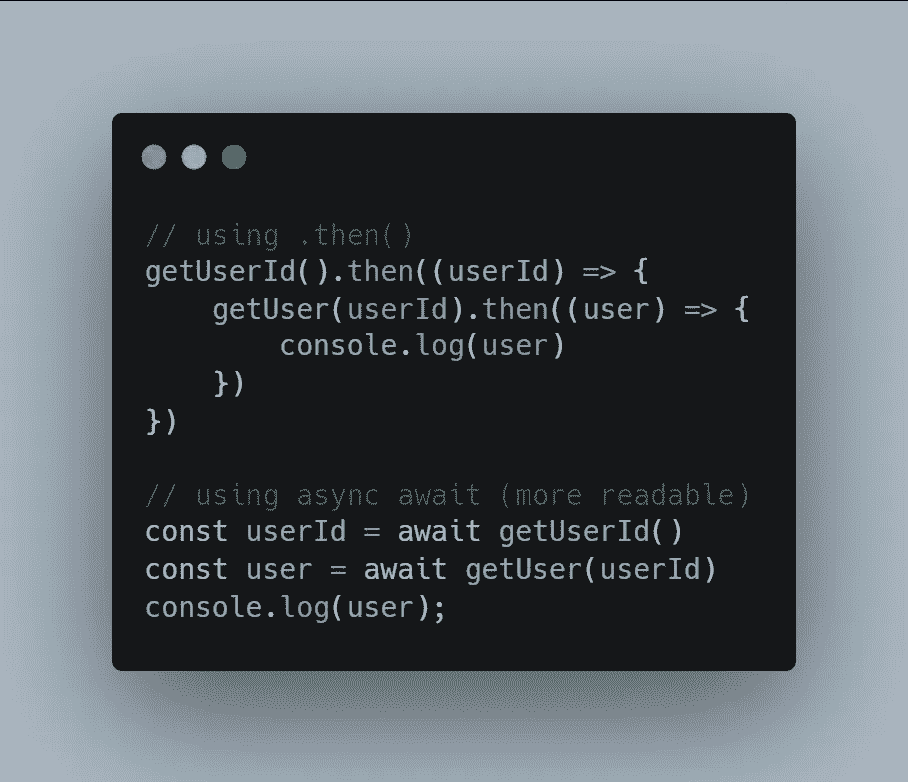 // using .then()
getUserId().then((userId) => {
    getUser(userId).then((user) => {
        console.log(user)
    })
})

// using async await (more readable)
const userId = await getUserId()
const user = await getUser(userId)
console.log(user);